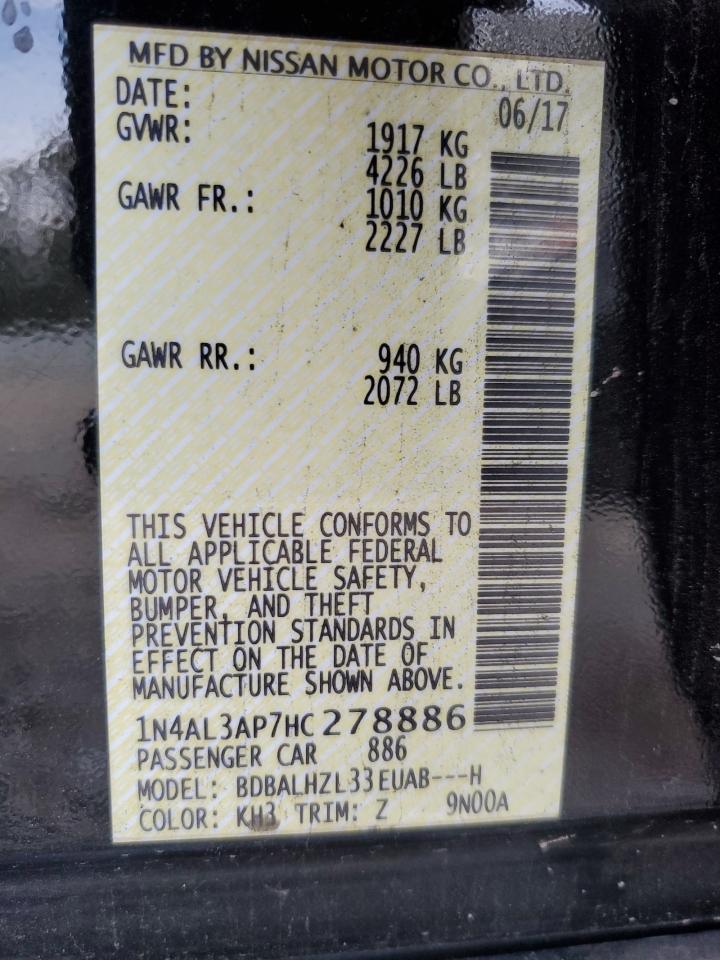 MFD BY NISSAN MOTOR CO., LTD.
DATE: 06/17
GVWR: 1917 KG
4226 LB
GAWR FR.: 1010 KG
2227 LB
GAWR RR.: 940 KG
2072 LB
THIS VEHICLE CONFORMS TO
ALL APPLICABLE FEDERAL
MOTOR VEHICLE SAFETY,
BUMPER, AND THEFT
PREVENTION STANDARDS IN
EFFECT ON THE DATE OF
MANUFACTURE SHOWN ABOVE.
1N4AL3AP7HC278886
PASSENGER CAR 886
MODEL: BDBALHZL33EUAB---H
COLOR: KH3 TRIM: Z 9N00A